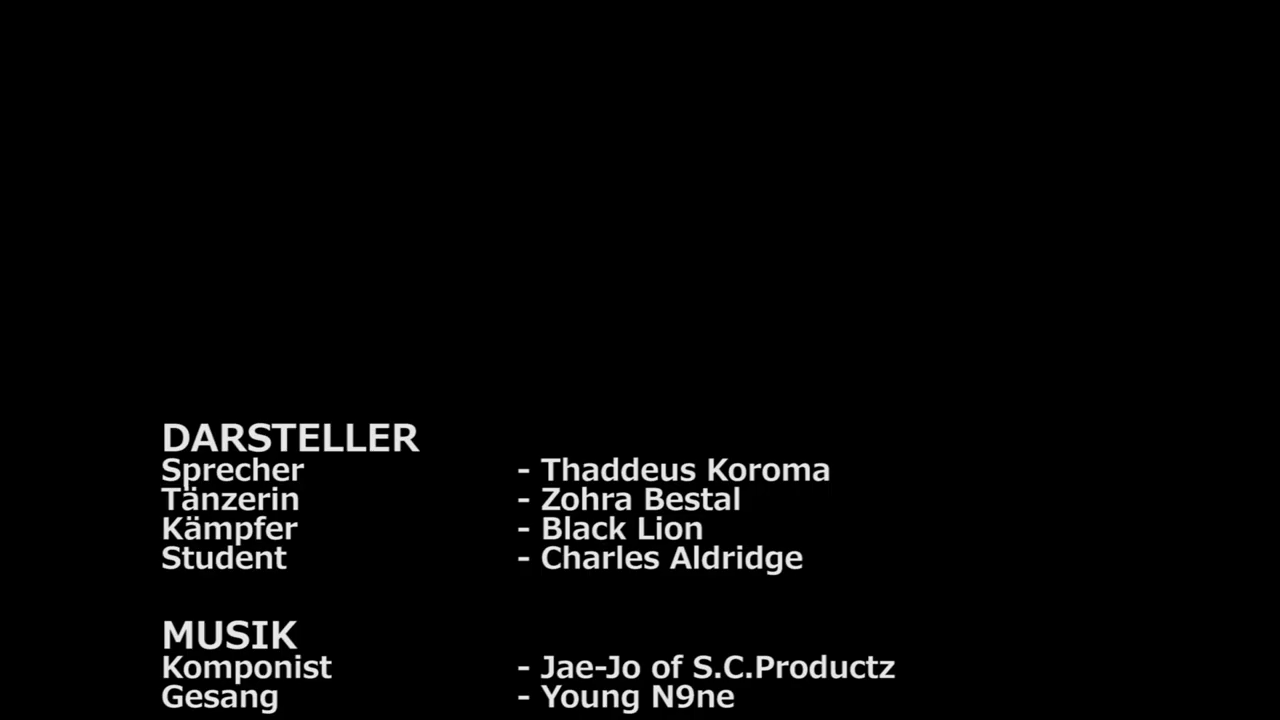 DARSTELLER
Sprecher - Thaddeus Koroma
Tänzerin - Zohra Bestal
Kämpfer - Black Lion
Student - Charles Aldridge
MUSIK
Komponist - Jae-Jo of S.C.Productz
Gesang - Young N9ne